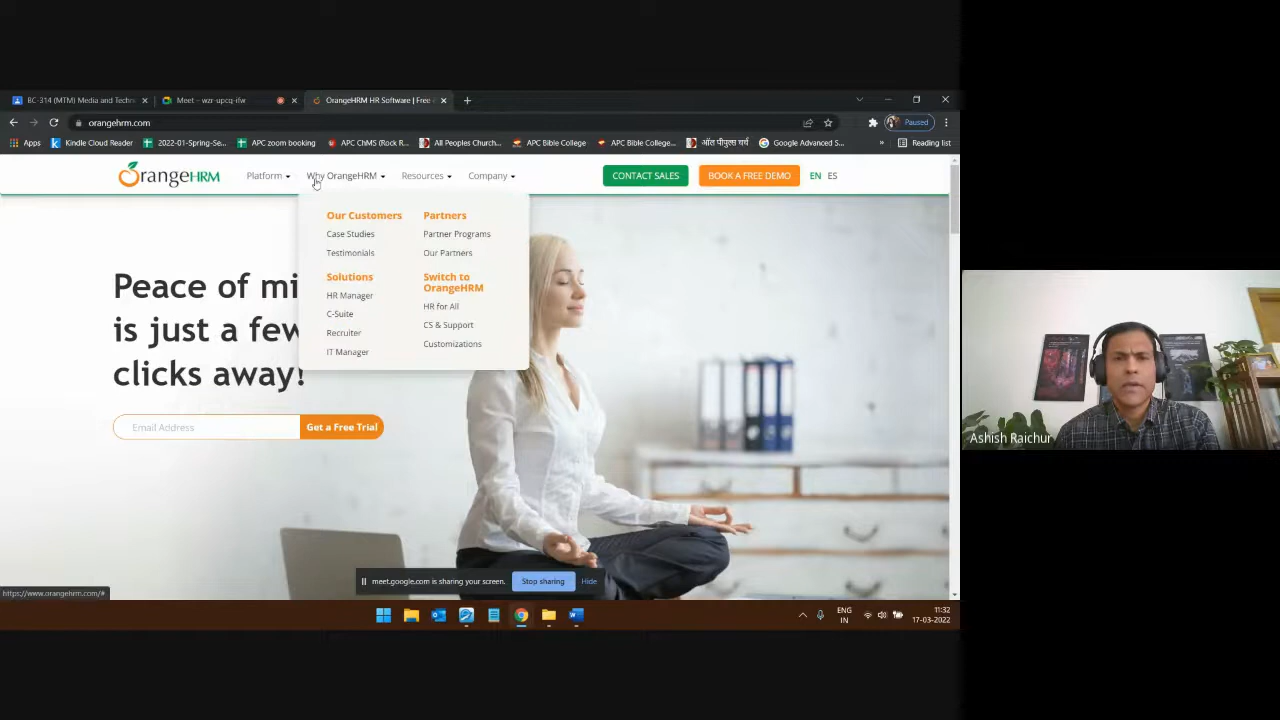 BC-314 (MTM) Media and Techn
Meet – wzr-upcq-ifw
OrangeHRM HR Software | Free
orangehrm.com
Paused
Apps
Kindle Cloud Reader
2022-01-Spring-Se...
APC zoom booking
APC ChMS (Rock R...
All Peoples Church...
APC Bible College
APC Bible College...
ऑल पीपुल्स चर्च
Google Advanced S...
»
Reading list
OrangeHRM
Platform
Why OrangeHRM
Resources
Company
CONTACT SALES
BOOK A FREE DEMO
EN
ES
Our Customers
Case Studies
Testimonials
Solutions
HR Manager
C-Suite
Recruiter
IT Manager
Partners
Partner Programs
Our Partners
Switch to
OrangeHRM
HR for All
CS & Support
Customizations
Peace of mi
is just a few
clicks away!
Email Address
Get a Free Trial
meet.google.com is sharing your screen.
Stop sharing
Hide
https://www.orangehrm.com/#
ENG
IN
11:32
17-03-2022
Ashish Raichur